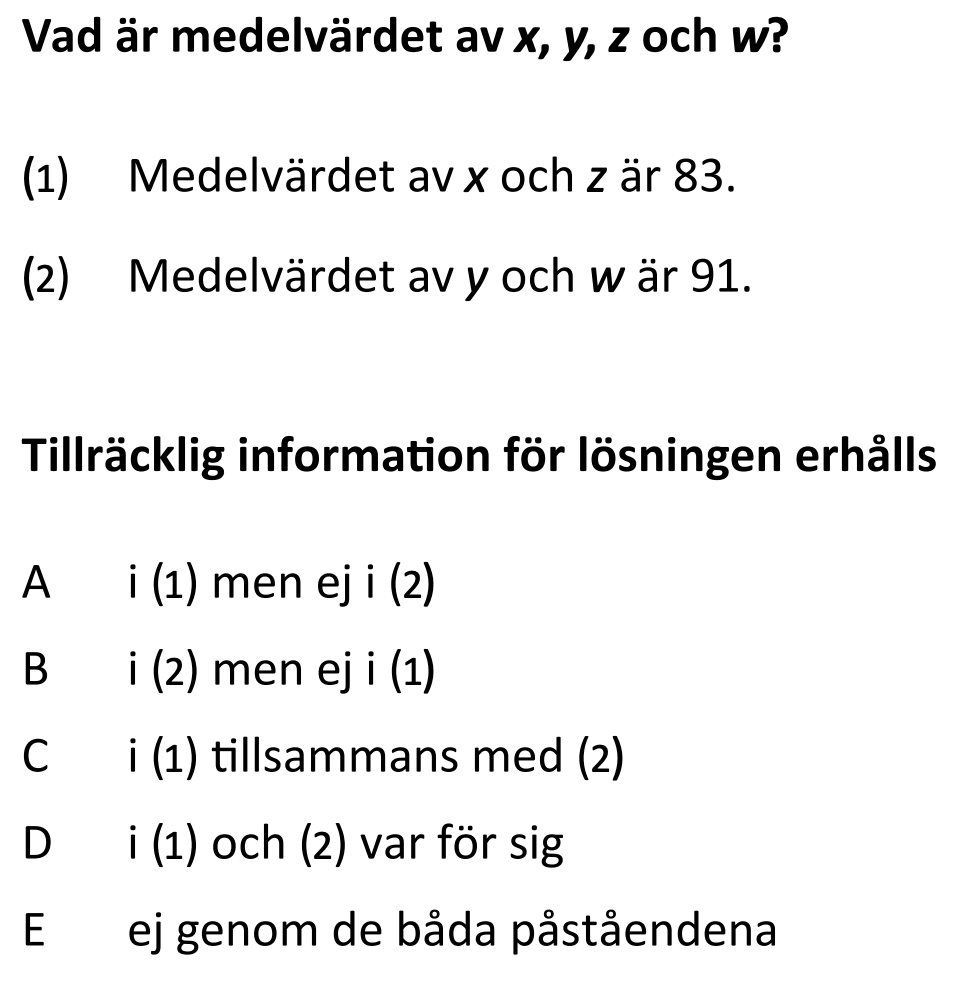 Vad är medelvärdet av x, y, z och w?
(1) Medelvärdet av x och z är 83.
(2) Medelvärdet av y och w är 91.
Tillräcklig information för lösningen erhålls
A i (1) men ej i (2)
B i (2) men ej i (1)
C i (1) tillsammans med (2)
D i (1) och (2) var för sig
E ej genom de båda påståendena